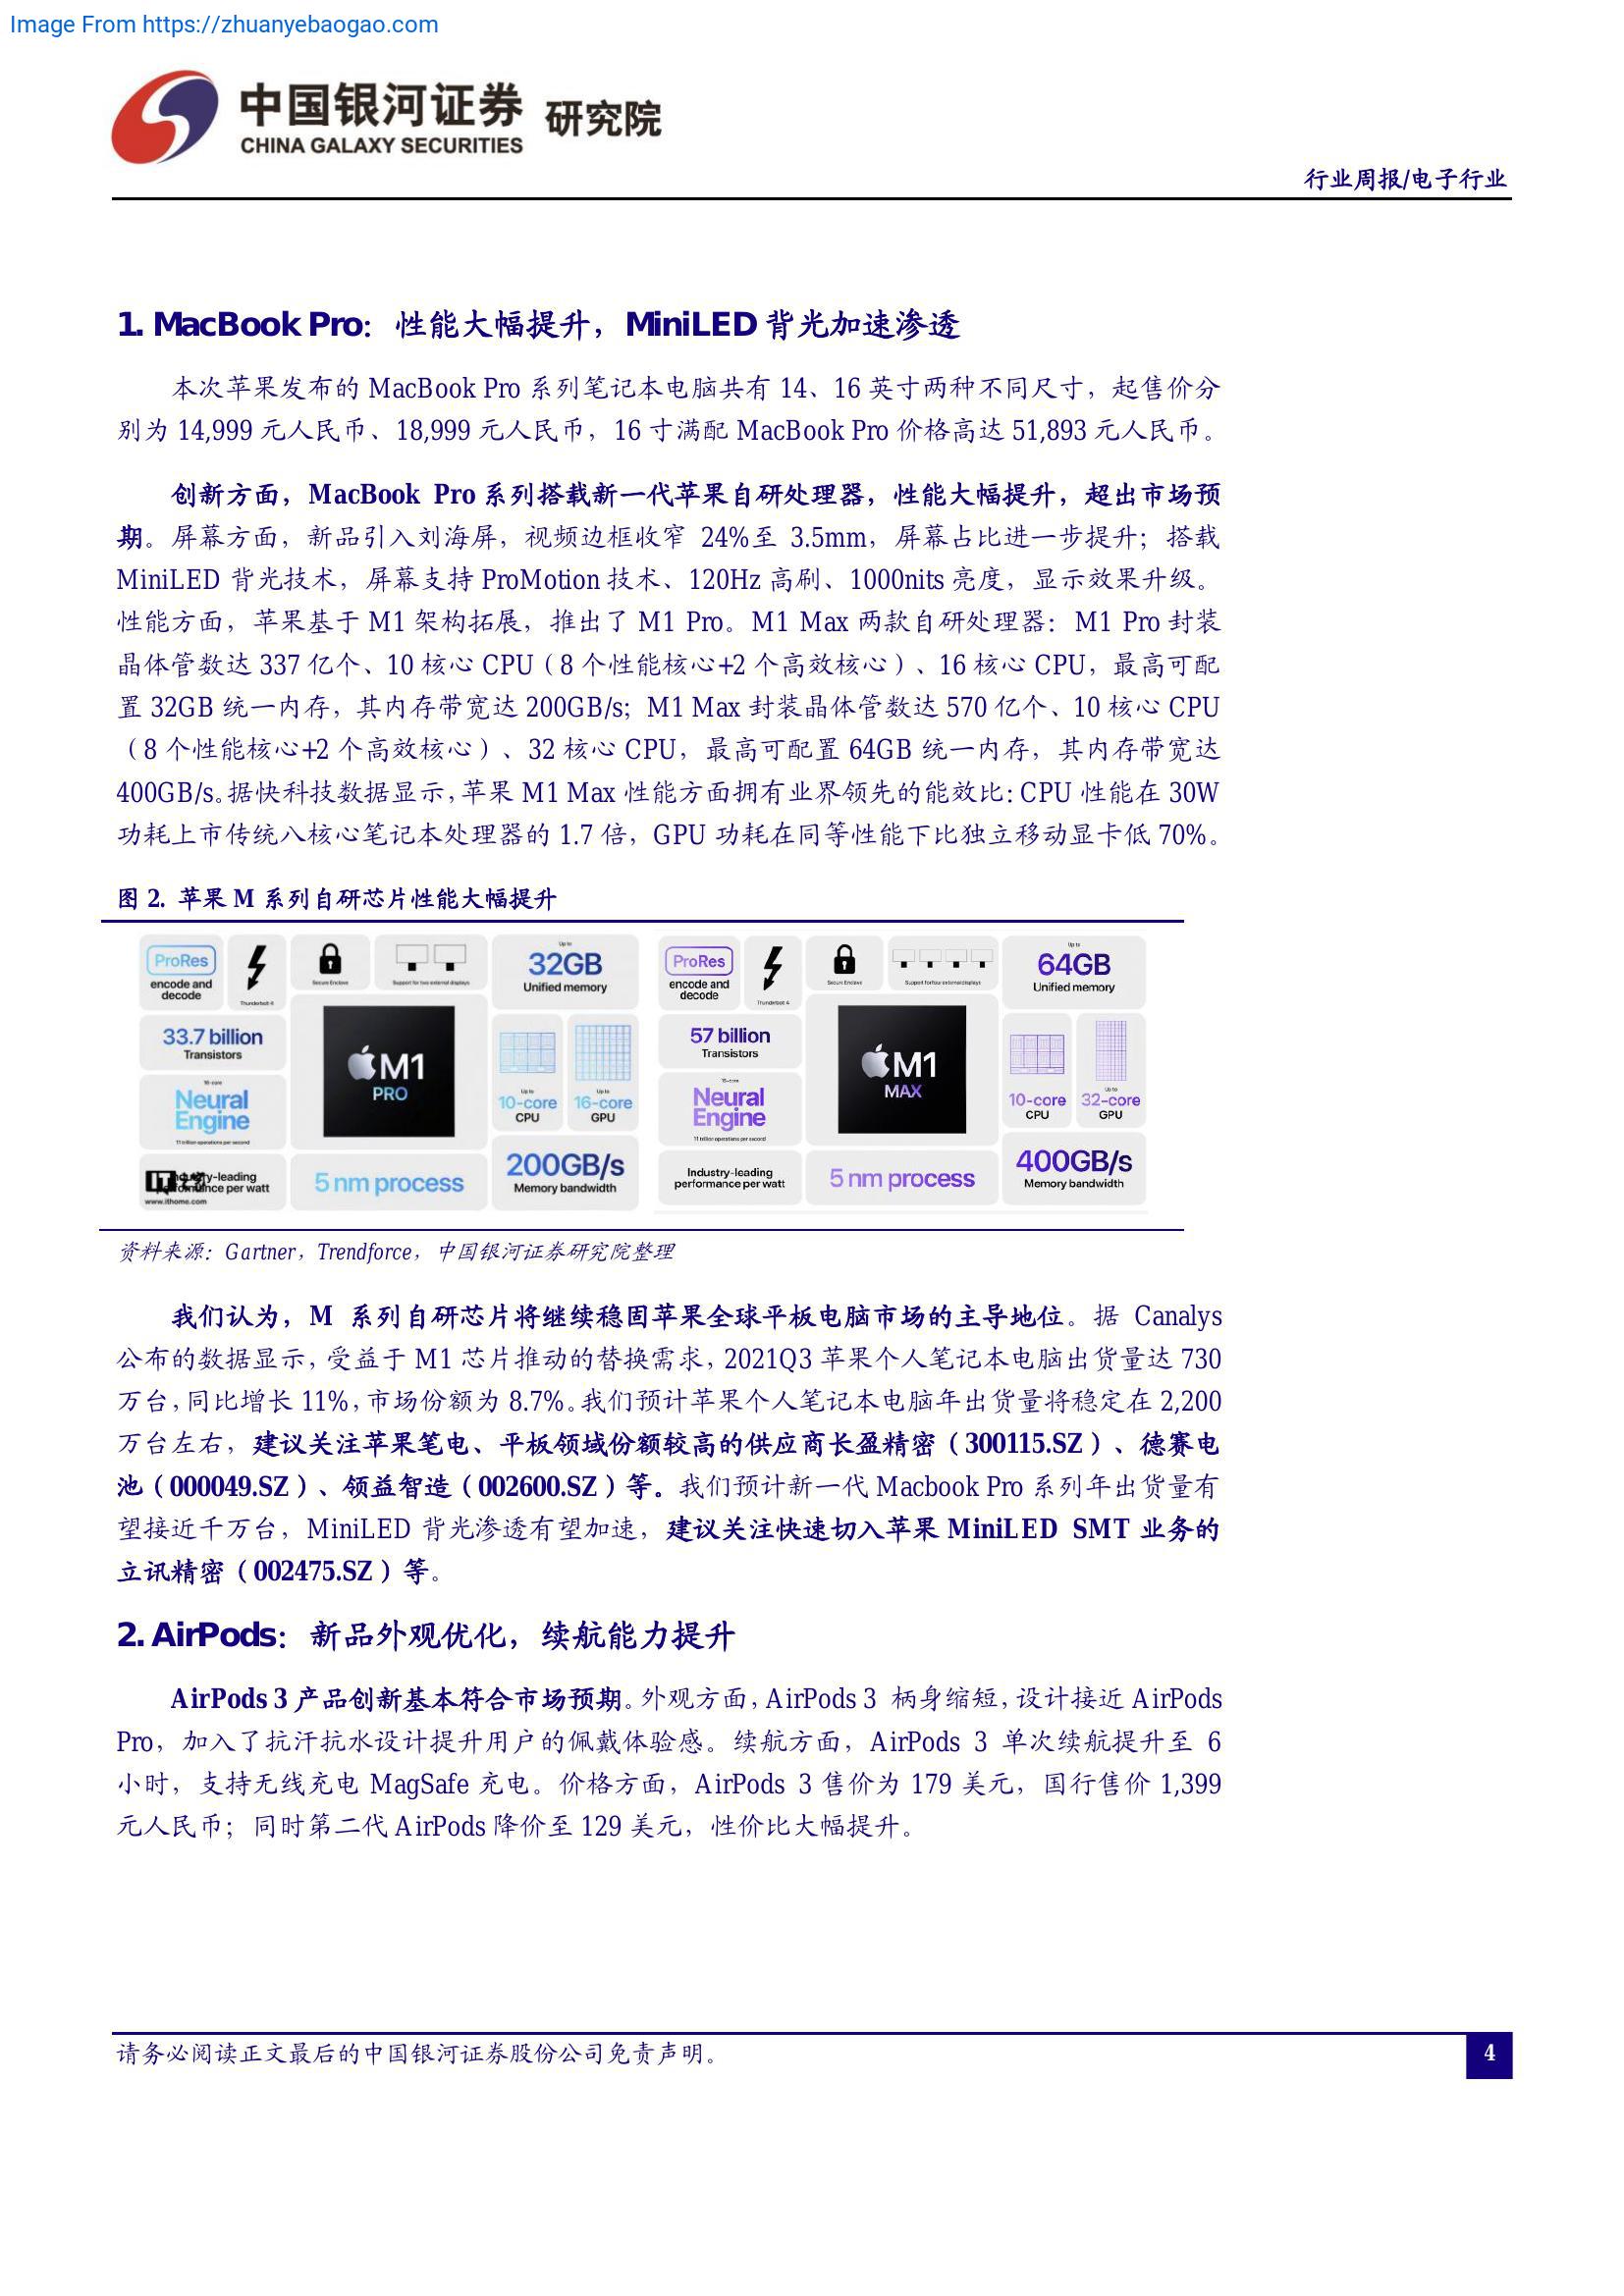 Image From https://zhuanyebaogao.com
中国银河证券 研究院
CHINA GALAXY SECURITIES
行业周报/电子行业
1. MacBook Pro：性能大幅提升，MiniLED 背光加速渗透
本次苹果发布的 MacBook Pro 系列笔记本电脑共有 14、16 英寸两种不同尺寸，起售价分
别为 14,999 元人民币、18,999 元人民币，16 寸满配 MacBook Pro 价格高达 51,893 元人民币。
创新方面，MacBook Pro 系列搭载新一代苹果自研处理器，性能大幅提升，超出市场预
期。屏幕方面，新品引入刘海屏，视频边框收窄 24%至 3.5mm，屏幕占比进一步提升；搭载
MiniLED 背光技术，屏幕支持 ProMotion 技术、120Hz 高刷、1000nits 亮度，显示效果升级。
性能方面，苹果基于 M1 架构拓展，推出了 M1 Pro。M1 Max 两款自研处理器：M1 Pro 封装
晶体管数达 337 亿个、10 核心 CPU（8 个性能核心+2 个高效核心）、16 核心 CPU，最高可配
置 32GB 统一内存，其内存带宽达 200GB/s；M1 Max 封装晶体管数达 570 亿个、10 核心 CPU
（8 个性能核心+2 个高效核心）、32 核心 CPU，最高可配置 64GB 统一内存，其内存带宽达
400GB/s。据快科技数据显示，苹果 M1 Max 性能方面拥有业界领先的能效比：CPU 性能在 30W
功耗上市传统八核心笔记本处理器的 1.7 倍，GPU 功耗在同等性能下比独立移动显卡低 70%。
图 2. 苹果 M 系列自研芯片性能大幅提升
ProRes
encode and
decode
Thunderbolt 4
Secure Enclave
Support for two external displays
Up to
32GB
Unified memory
33.7 billion
Transistors
M1
PRO
Up to
10-core
CPU
Up to
16-core
GPU
16-core
Neural
Engine
11 trillion operations per second
Industry-leading
performance per watt
www.ithome.com
5 nm process
200GB/s
Memory bandwidth
ProRes
encode and
decode
Thunderbolt 4
Secure Enclave
Support for four external displays
Up to
64GB
Unified memory
57 billion
Transistors
M1
MAX
10-core
CPU
Up to
32-core
GPU
16-core
Neural
Engine
11 trillion operations per second
Industry-leading
performance per watt
5 nm process
400GB/s
Memory bandwidth
资料来源：Gartner，Trendforce，中国银河证券研究院整理
我们认为，M 系列自研芯片将继续稳固苹果全球平板电脑市场的主导地位。据 Canalys
公布的数据显示，受益于 M1 芯片推动的替换需求，2021Q3 苹果个人笔记本电脑出货量达 730
万台，同比增长 11%，市场份额为 8.7%。我们预计苹果个人笔记本电脑年出货量将稳定在 2,200
万台左右，建议关注苹果笔电、平板领域份额较高的供应商长盈精密（300115.SZ）、德赛电
池（000049.SZ）、领益智造（002600.SZ）等。我们预计新一代 Macbook Pro 系列年出货量有
望接近千万台，MiniLED 背光渗透有望加速，建议关注快速切入苹果 MiniLED SMT 业务的
立讯精密（002475.SZ）等。
2. AirPods：新品外观优化，续航能力提升
AirPods 3 产品创新基本符合市场预期。外观方面，AirPods 3 柄身缩短，设计接近 AirPods
Pro，加入了抗汗抗水设计提升用户的佩戴体验感。续航方面，AirPods 3 单次续航提升至 6
小时，支持无线充电 MagSafe 充电。价格方面，AirPods 3 售价为 179 美元，国行售价 1,399
元人民币；同时第二代 AirPods 降价至 129 美元，性价比大幅提升。
请务必阅读正文最后的中国银河证券股份公司免责声明。
4